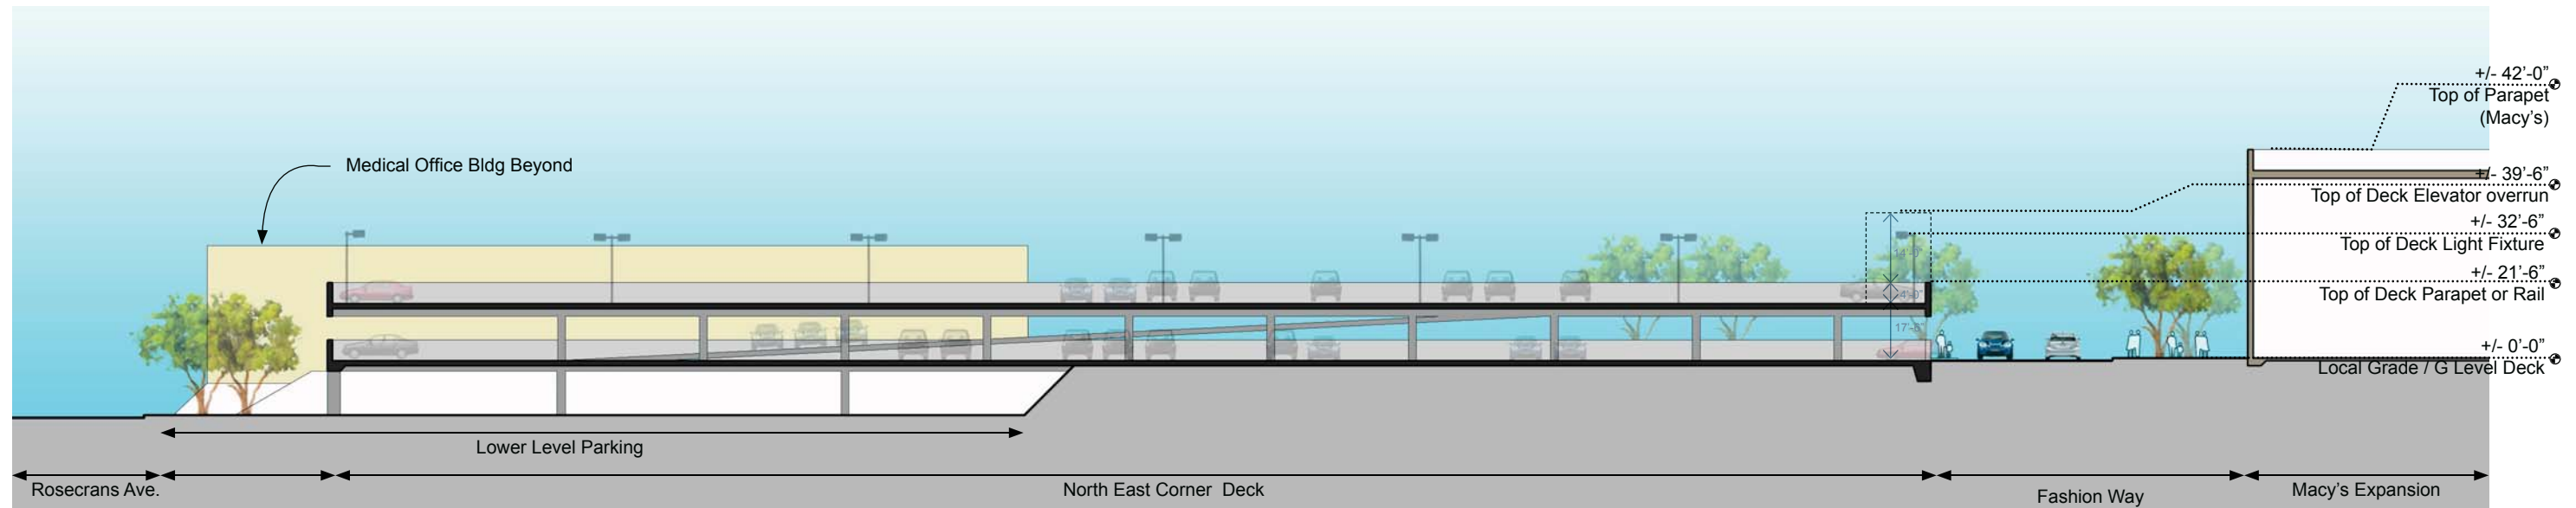 +/- 42’-0”
Top of Parapet
(Macy’s)
Medical Office Bldg Beyond
+/- 39’-6”
Top of Deck Elevator overrun
+/- 32’-6”
Top of Deck Light Fixture
+/- 21’-6”
Top of Deck Parapet or Rail
+/- 0’-0”
Local Grade / G Level Deck
Lower Level Parking
Rosecrans Ave.
North East Corner Deck
Fashion Way
Macy’s Expansion